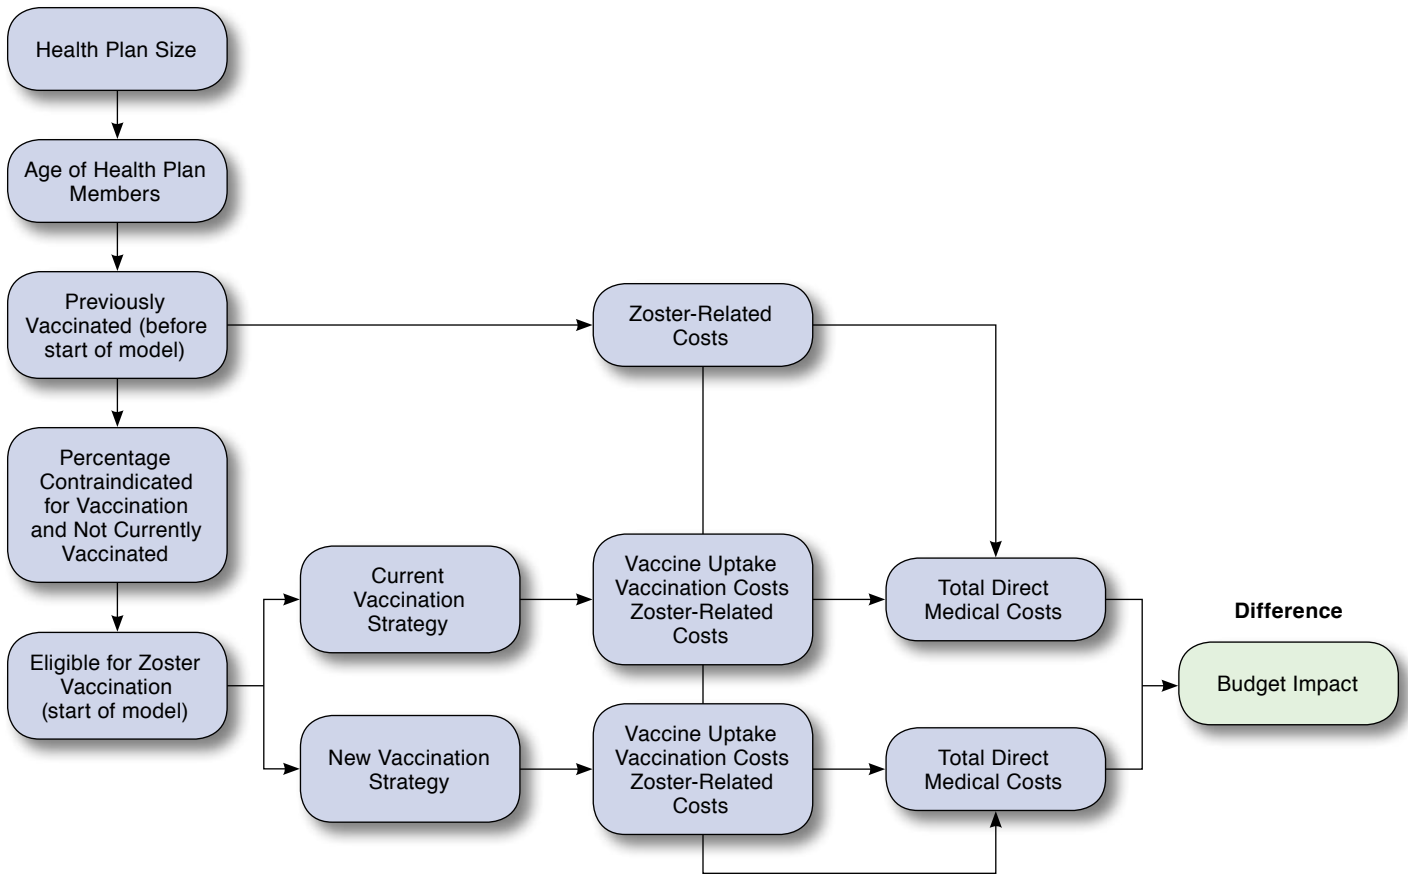 Health Plan Size
Age of Health Plan
Members
Previously
Vaccinated (before
start of model)
Zoster-Related
Costs
Percentage
Contraindicated
for Vaccination
and Not Currently
Vaccinated
Eligible for Zoster
Vaccination
(start of model)
Current
Vaccination
Strategy
Vaccine Uptake
Vaccination Costs
Zoster-Related
Costs
Total Direct
Medical Costs
New Vaccination
Strategy
Vaccine Uptake
Vaccination Costs
Zoster-Related
Costs
Total Direct
Medical Costs
Difference
Budget Impact